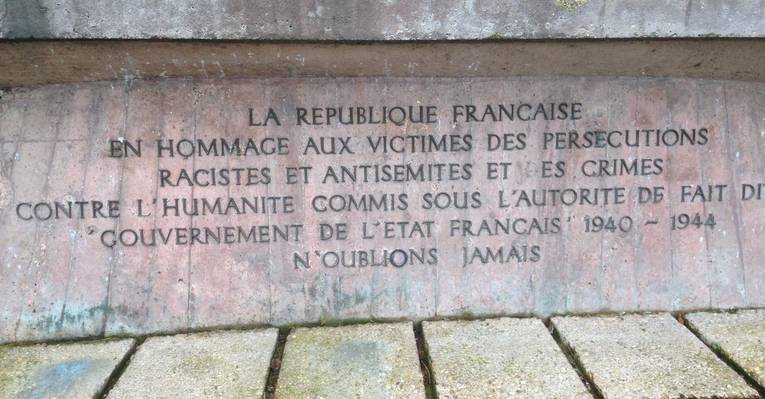 LA REPUBLIQUE FRANCAISE
EN HOMMAGE AUX VICTIMES DES PERSECUTIONS
RACISTES ET ANTISEMITES ET DES CRIMES
CONTRE L'HUMANITE COMMIS SOUS L'AUTORITE DE FAIT DIT
"GOUVERNEMENT DE L'ETAT FRANCAIS" 1940 - 1944
N'OUBLIONS JAMAIS